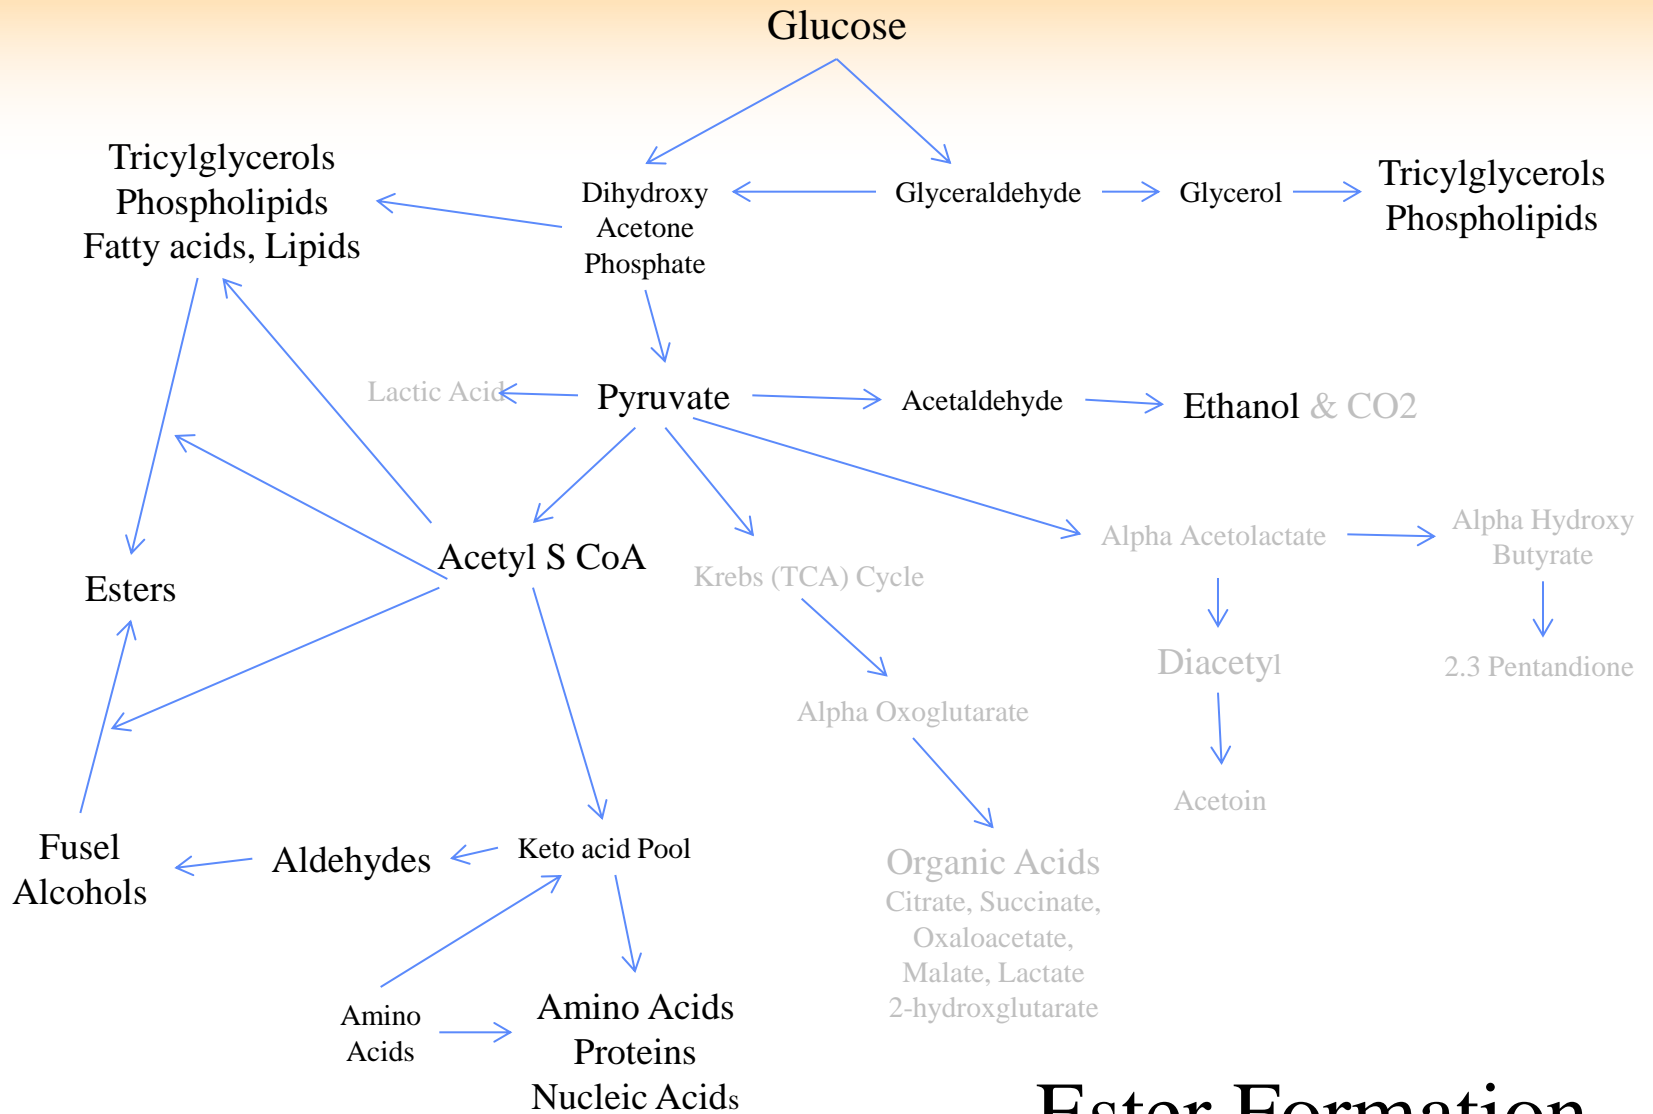 Glucose
Tricylglycerols
Phospholipids
Fatty acids, Lipids
Dihydroxy
Acetone
Phosphate
Glyceraldehyde
Glycerol
Tricylglycerols
Phospholipids
Lactic Acid
Pyruvate
Acetaldehyde
Ethanol & CO2
Acetyl S CoA
Krebs (TCA) Cycle
Alpha Acetolactate
Alpha Hydroxy
Butyrate
Esters
Diacetyl
2.3 Pentandione
Alpha Oxoglutarate
Acetoin
Fusel
Alcohols
Aldehydes
Keto acid Pool
Organic Acids
Citrate, Succinate,
Oxaloacetate,
Malate, Lactate
2-hydroxglutarate
Amino
Acids
Amino Acids
Proteins
Nucleic Acids
Ester Formation